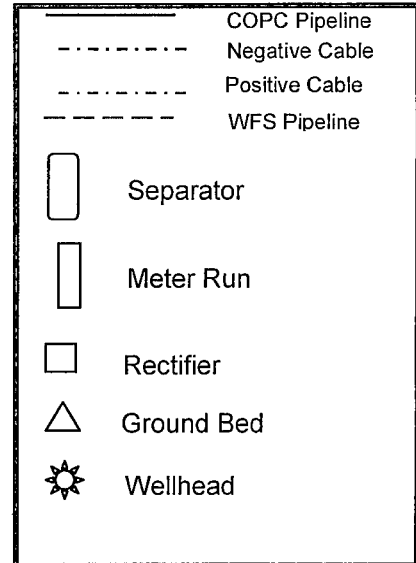 COPC Pipeline
Negative Cable
Positive Cable
WFS Pipeline
Separator
Meter Run
Rectifier
Ground Bed
Wellhead